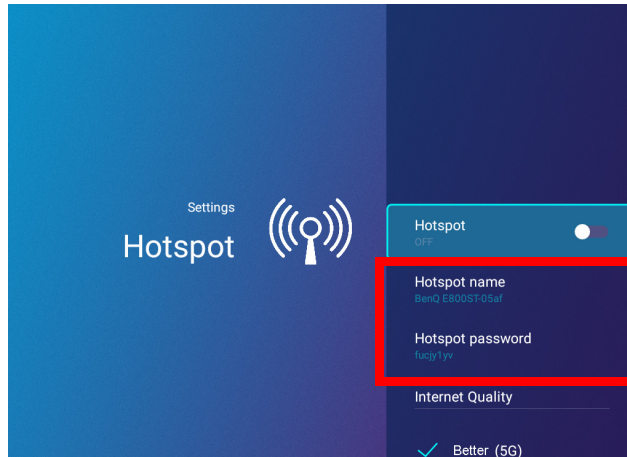 Settings
Hotspot
Hotspot
OFF
Hotspot name
BenQ E800ST-05af
Hotspot password
fucjy1yv
Internet Quality
Better (5G)